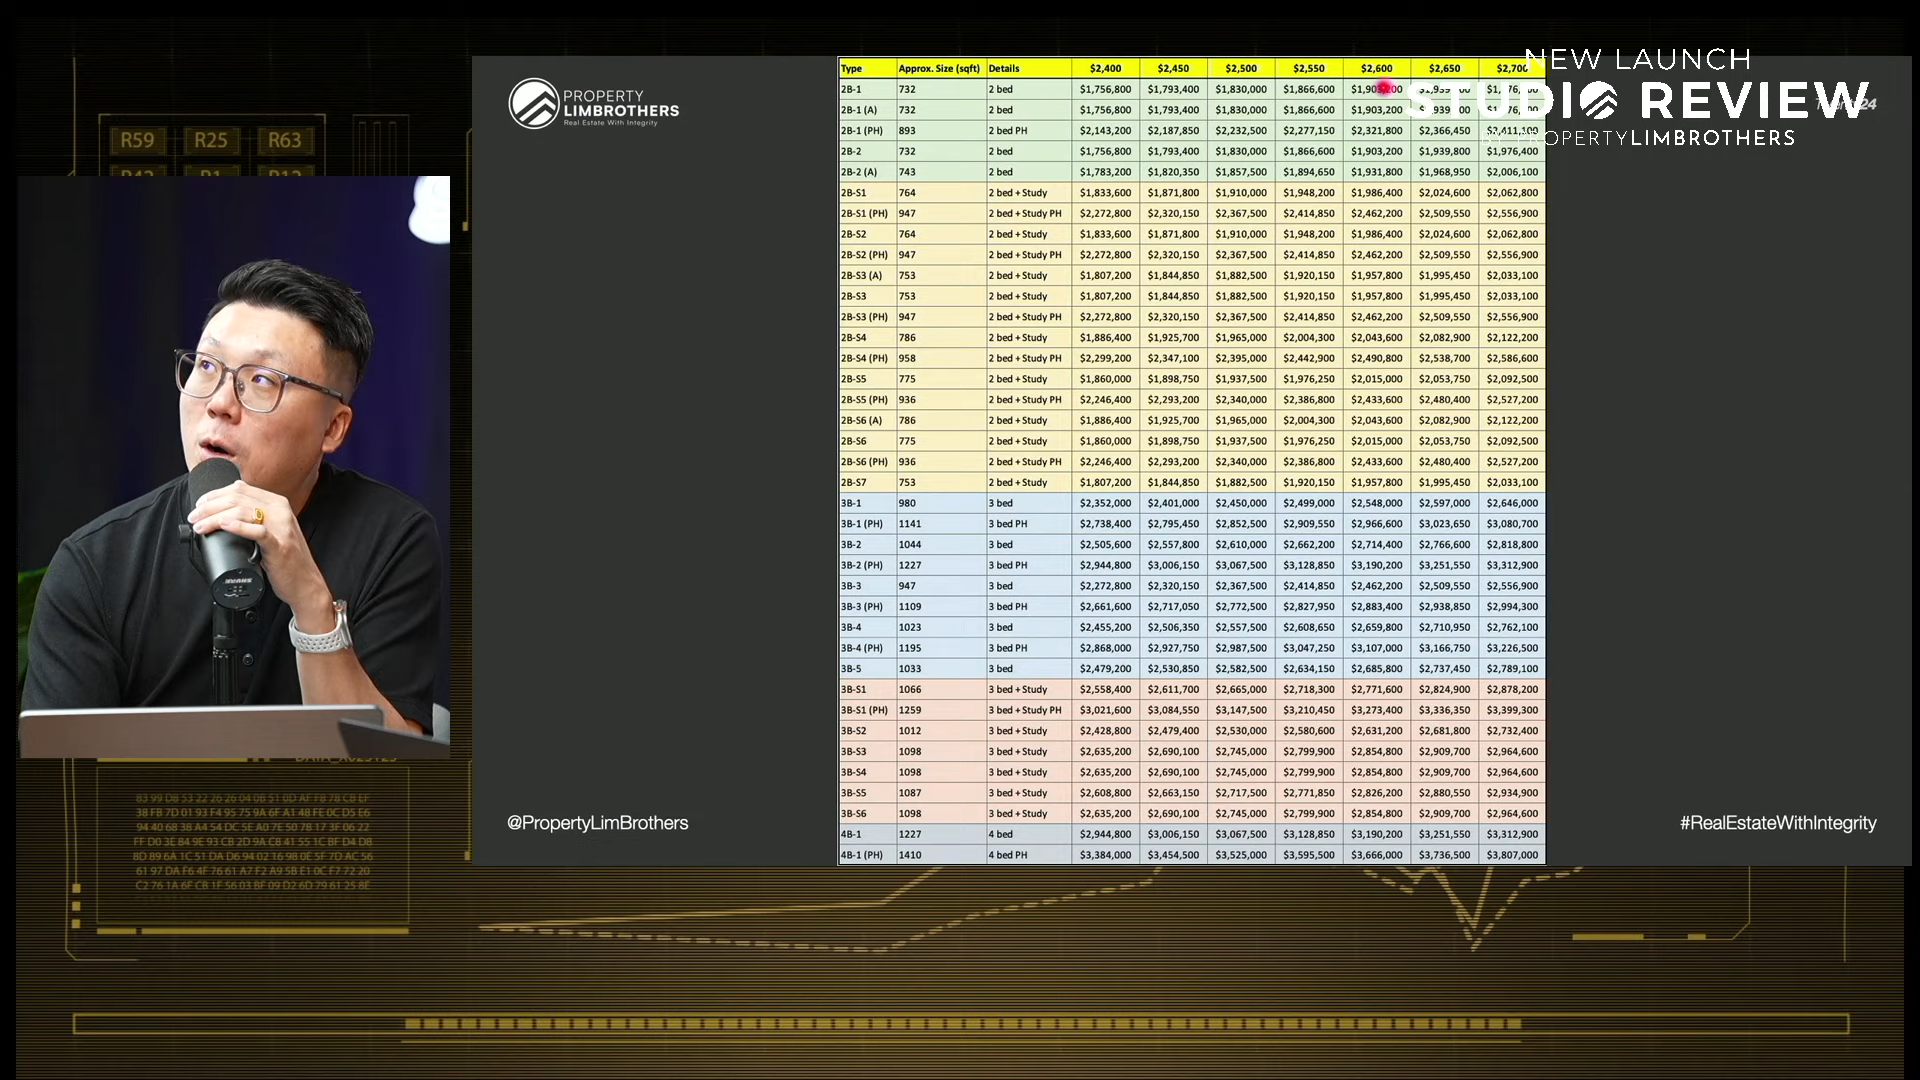 NEW LAUNCH
STUDIO REVIEW
PROPERTYLIMBROTHERS
PROPERTY
LIMBROTHERS
Real Estate With Integrity
R59 R25 R63
Type Approx. Size (sqft) Details $2,400 $2,450 $2,500 $2,550 $2,600 $2,650 $2,700
2B-1 732 2 bed $1,756,800 $1,793,400 $1,830,000 $1,866,600
2B-1 (A) 732 2 bed $1,756,800 $1,793,400 $1,830,000 $1,866,600 $1,903,200
2B-1 (PH) 893 2 bed PH $2,143,200 $2,187,850 $2,232,500 $2,277,150 $2,321,800 $2,366,450
2B-2 732 2 bed $1,756,800 $1,793,400 $1,830,000 $1,866,600 $1,903,200 $1,939,800 $1,976,400
2B-2 (A) 743 2 bed $1,783,200 $1,820,350 $1,857,500 $1,894,650 $1,931,800 $1,968,950 $2,006,100
2B-S1 764 2 bed + Study $1,833,600 $1,871,800 $1,910,000 $1,948,200 $1,986,400 $2,024,600 $2,062,800
2B-S1 (PH) 947 2 bed + Study PH $2,272,800 $2,320,150 $2,367,500 $2,414,850 $2,462,200 $2,509,550 $2,556,900
2B-S2 764 2 bed + Study $1,833,600 $1,871,800 $1,910,000 $1,948,200 $1,986,400 $2,024,600 $2,062,800
2B-S2 (PH) 947 2 bed + Study PH $2,272,800 $2,320,150 $2,367,500 $2,414,850 $2,462,200 $2,509,550 $2,556,900
2B-S3 (A) 753 2 bed + Study $1,807,200 $1,844,850 $1,882,500 $1,920,150 $1,957,800 $1,995,450 $2,033,100
2B-S3 753 2 bed + Study $1,807,200 $1,844,850 $1,882,500 $1,920,150 $1,957,800 $1,995,450 $2,033,100
2B-S3 (PH) 947 2 bed + Study PH $2,272,800 $2,320,150 $2,367,500 $2,414,850 $2,462,200 $2,509,550 $2,556,900
2B-S4 786 2 bed + Study $1,886,400 $1,925,700 $1,965,000 $2,004,300 $2,043,600 $2,082,900 $2,122,200
2B-S4 (PH) 958 2 bed + Study PH $2,299,200 $2,347,100 $2,395,000 $2,442,900 $2,490,800 $2,538,700 $2,586,600
2B-S5 775 2 bed + Study $1,860,000 $1,898,750 $1,937,500 $1,976,250 $2,015,000 $2,053,750 $2,092,500
2B-S5 (PH) 936 2 bed + Study PH $2,246,400 $2,293,200 $2,340,000 $2,386,800 $2,433,600 $2,480,400 $2,527,200
2B-S6 (A) 786 2 bed + Study $1,886,400 $1,925,700 $1,965,000 $2,004,300 $2,043,600 $2,082,900 $2,122,200
2B-S6 775 2 bed + Study $1,860,000 $1,898,750 $1,937,500 $1,976,250 $2,015,000 $2,053,750 $2,092,500
2B-S6 (PH) 936 2 bed + Study PH $2,246,400 $2,293,200 $2,340,000 $2,386,800 $2,433,600 $2,480,400 $2,527,200
2B-S7 753 2 bed + Study $1,807,200 $1,844,850 $1,882,500 $1,920,150 $1,957,800 $1,995,450 $2,033,100
3B-1 980 3 bed $2,352,000 $2,401,000 $2,450,000 $2,499,000 $2,548,000 $2,597,000 $2,646,000
3B-1 (PH) 1141 3 bed PH $2,738,400 $2,795,450 $2,852,500 $2,909,550 $2,966,600 $3,023,650 $3,080,700
3B-2 1044 3 bed $2,505,600 $2,557,800 $2,610,000 $2,662,200 $2,714,400 $2,766,600 $2,818,800
3B-2 (PH) 1227 3 bed PH $2,944,800 $3,006,150 $3,067,500 $3,128,850 $3,190,200 $3,251,550 $3,312,900
3B-3 947 3 bed $2,272,800 $2,320,150 $2,367,500 $2,414,850 $2,462,200 $2,509,550 $2,556,900
3B-3 (PH) 1109 3 bed PH $2,661,600 $2,717,050 $2,772,500 $2,827,950 $2,883,400 $2,938,850 $2,994,300
3B-4 1023 3 bed $2,455,200 $2,506,350 $2,557,500 $2,608,650 $2,659,800 $2,710,950 $2,762,100
3B-4 (PH) 1195 3 bed PH $2,868,000 $2,927,750 $2,987,500 $3,047,250 $3,107,000 $3,166,750 $3,226,500
3B-5 1033 3 bed $2,479,200 $2,530,850 $2,582,500 $2,634,150 $2,685,800 $2,737,450 $2,789,100
3B-S1 1066 3 bed + Study $2,558,400 $2,611,700 $2,665,000 $2,718,300 $2,771,600 $2,824,900 $2,878,200
3B-S1 (PH) 1259 3 bed + Study PH $3,021,600 $3,084,550 $3,147,500 $3,210,450 $3,273,400 $3,336,350 $3,399,300
3B-S2 1012 3 bed + Study $2,428,800 $2,479,400 $2,530,000 $2,580,600 $2,631,200 $2,681,800 $2,732,400
3B-S3 1098 3 bed + Study $2,635,200 $2,690,100 $2,745,000 $2,799,900 $2,854,800 $2,909,700 $2,964,600
3B-S4 1098 3 bed + Study $2,635,200 $2,690,100 $2,745,000 $2,799,900 $2,854,800 $2,909,700 $2,964,600
3B-S5 1087 3 bed + Study $2,608,800 $2,663,150 $2,717,500 $2,771,850 $2,826,200 $2,880,550 $2,934,900
3B-S6 1098 3 bed + Study $2,635,200 $2,690,100 $2,745,000 $2,799,900 $2,854,800 $2,909,700 $2,964,600
4B-1 1227 4 bed $2,944,800 $3,006,150 $3,067,500 $3,128,850 $3,190,200 $3,251,550 $3,312,900
4B-1 (PH) 1410 4 bed PH $3,384,000 $3,454,500 $3,525,000 $3,595,500 $3,666,000 $3,736,500 $3,807,000
@PropertyLimBrothers
#RealEstateWithIntegrity
SHURE